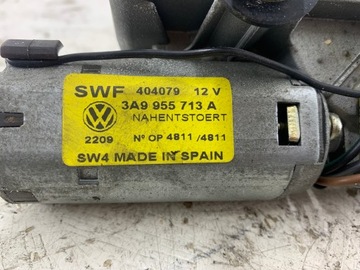 SWF 404079 12 V
3A9 955 713 A
NAHENTSTOERT
2209 Nº OP 4811/4811
SW4 MADE IN SPAIN